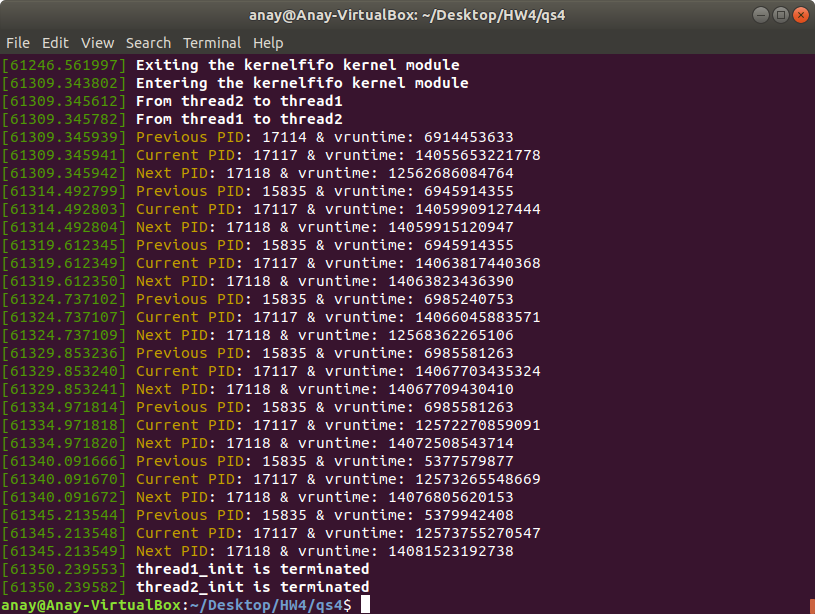 anay@Anay-VirtualBox: ~/Desktop/HW4/qs4
File Edit View Search Terminal Help
[61246.561997] Exiting the kernelfifo kernel module
[61309.343802] Entering the kernelfifo kernel module
[61309.345612] From thread2 to thread1
[61309.345782] From thread1 to thread2
[61309.345939] Previous PID: 17114 & vruntime: 6914453633
[61309.345941] Current PID: 17117 & vruntime: 14055653221778
[61309.345942] Next PID: 17118 & vruntime: 12562686084764
[61314.492799] Previous PID: 15835 & vruntime: 6945914355
[61314.492803] Current PID: 17117 & vruntime: 14059909127444
[61314.492804] Next PID: 17118 & vruntime: 14059915120947
[61319.612345] Previous PID: 15835 & vruntime: 6945914355
[61319.612349] Current PID: 17117 & vruntime: 14063817440368
[61319.612350] Next PID: 17118 & vruntime: 14063823436390
[61324.737102] Previous PID: 15835 & vruntime: 6985240753
[61324.737107] Current PID: 17117 & vruntime: 14066045883571
[61324.737109] Next PID: 17118 & vruntime: 12568362265106
[61329.853236] Previous PID: 15835 & vruntime: 6985581263
[61329.853240] Current PID: 17117 & vruntime: 14067703435324
[61329.853241] Next PID: 17118 & vruntime: 14067709430410
[61334.971814] Previous PID: 15835 & vruntime: 6985581263
[61334.971818] Current PID: 17117 & vruntime: 12572270859091
[61334.971820] Next PID: 17118 & vruntime: 14072508543714
[61340.091666] Previous PID: 15835 & vruntime: 5377579877
[61340.091670] Current PID: 17117 & vruntime: 12573265548669
[61340.091672] Next PID: 17118 & vruntime: 14076805620153
[61345.213544] Previous PID: 15835 & vruntime: 5379942408
[61345.213548] Current PID: 17117 & vruntime: 12573755270547
[61345.213549] Next PID: 17118 & vruntime: 14081523192738
[61350.239553] thread1_init is terminated
[61350.239582] thread2_init is terminated
anay@Anay-VirtualBox:~/Desktop/HW4/qs4$